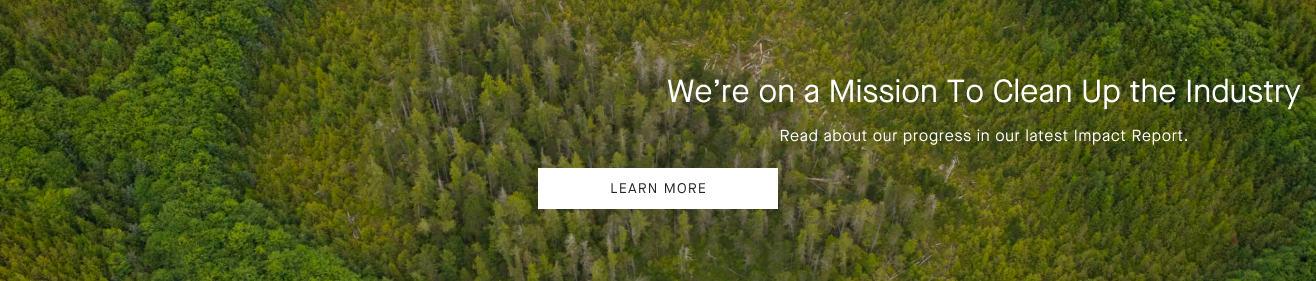 We’re on a Mission To Clean Up the Industry
Read about our progress in our latest Impact Report.
LEARN MORE